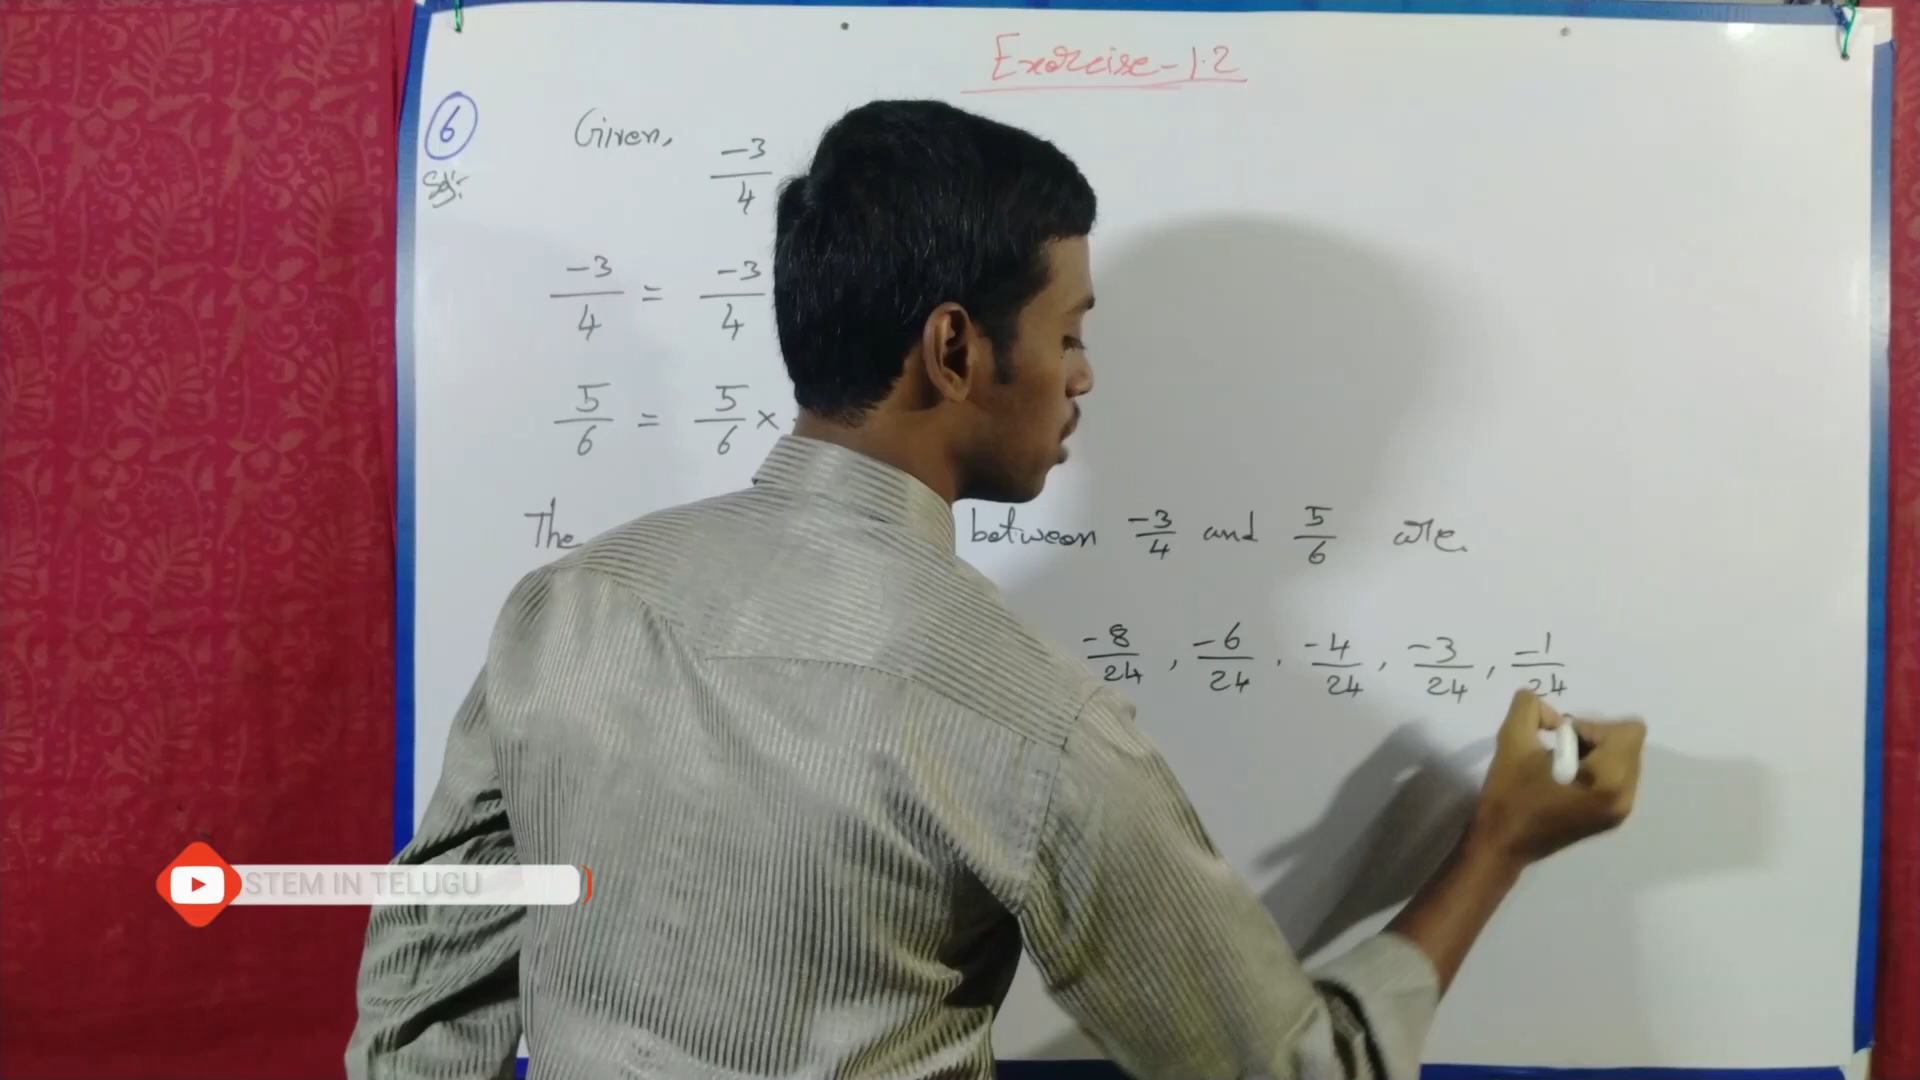 Exercise-1.2
6 Given, -3/4
Sol:
-3/4 = -3/4
5/6 = 5/6 ×
The between -3/4 and 5/6 are.
-8/24, -6/24, -4/24, -3/24, -1/24
STEM IN TELUGU